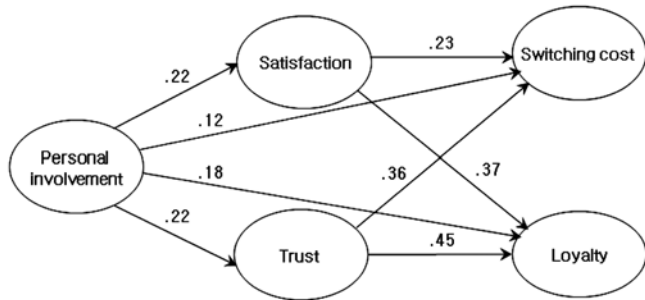 Satisfaction
.23
Switching cost
.22
.12
Personal
involvement
.18
.36
.37
.22
Trust
.45
Loyalty